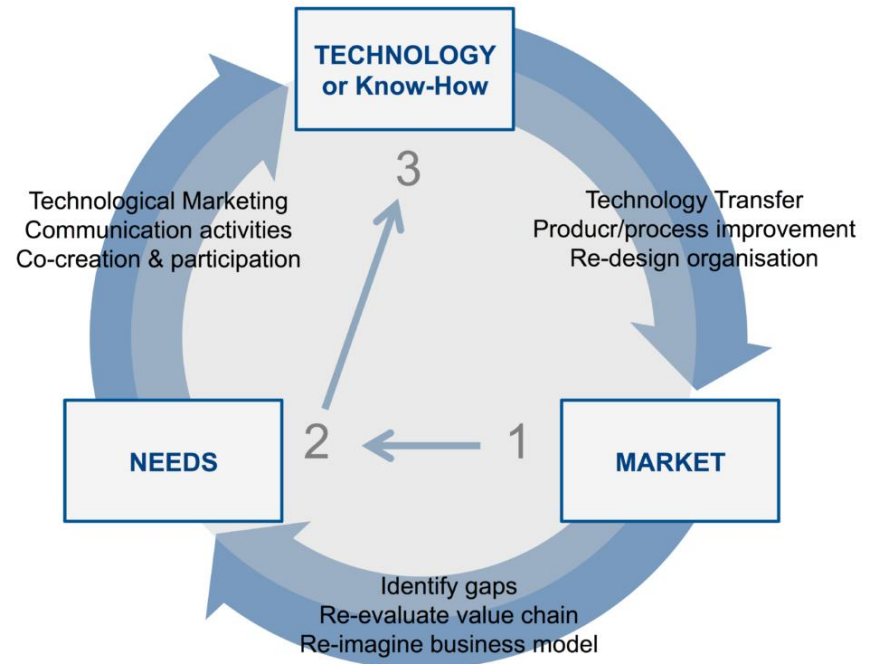 TECHNOLOGY
or Know-How
3
Technological Marketing
Communication activities
Co-creation & participation
Technology Transfer
Producr/process improvement
Re-design organisation
NEEDS
2
1
MARKET
Identify gaps
Re-evaluate value chain
Re-imagine business model